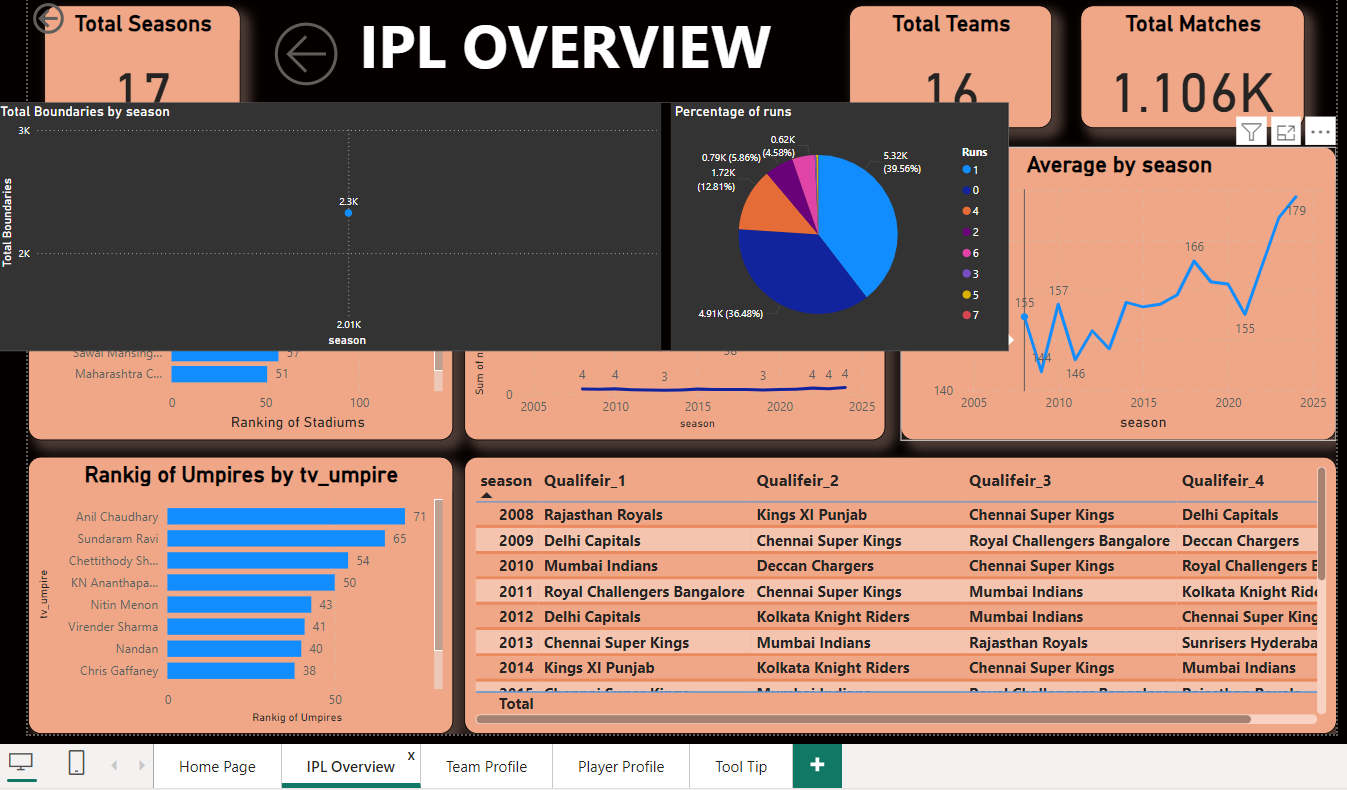 Total Seasons
17
IPL OVERVIEW
Total Teams
16
Total Matches
1.106K
Total Boundaries by season
3K
2K
Total Boundaries
2.3K
2.01K
season
Percentage of runs
0.62K
(4.58%)
0.79K (5.86%)
1.72K
(12.81%)
5.32K
(39.56%)
4.91K (36.48%)
Runs
1
0
4
2
6
3
5
7
Average by season
155
144
157
146
166
155
179
140
2005
2010
2015
2020
2025
season
Sawai Mansing...
57
Maharashtra C...
51
0
50
100
Ranking of Stadiums
Sum of
0
4
4
3
3
4
4
4
2005
2010
2015
2020
2025
season
Rankig of Umpires by tv_umpire
tv_umpire
Anil Chaudhary 71
Sundaram Ravi 65
Chettithody Sh... 54
KN Ananthapa... 50
Nitin Menon 43
Virender Sharma 41
Nandan 40
Chris Gaffaney 38
0
50
Rankig of Umpires
season Qualifeir_1 Qualifeir_2 Qualifeir_3 Qualifeir_4
2008 Rajasthan Royals Kings XI Punjab Chennai Super Kings Delhi Capitals
2009 Delhi Capitals Chennai Super Kings Royal Challengers Bangalore Deccan Chargers
2010 Mumbai Indians Deccan Chargers Chennai Super Kings Royal Challengers
2011 Royal Challengers Bangalore Chennai Super Kings Mumbai Indians Kolkata Knight
2012 Delhi Capitals Kolkata Knight Riders Mumbai Indians Chennai Super
2013 Chennai Super Kings Mumbai Indians Rajasthan Royals Sunrisers
2014 Kings XI Punjab Kolkata Knight Riders Chennai Super Kings Mumbai Indians
Total
Home Page
IPL Overview
x
Team Profile
Player Profile
Tool Tip
+